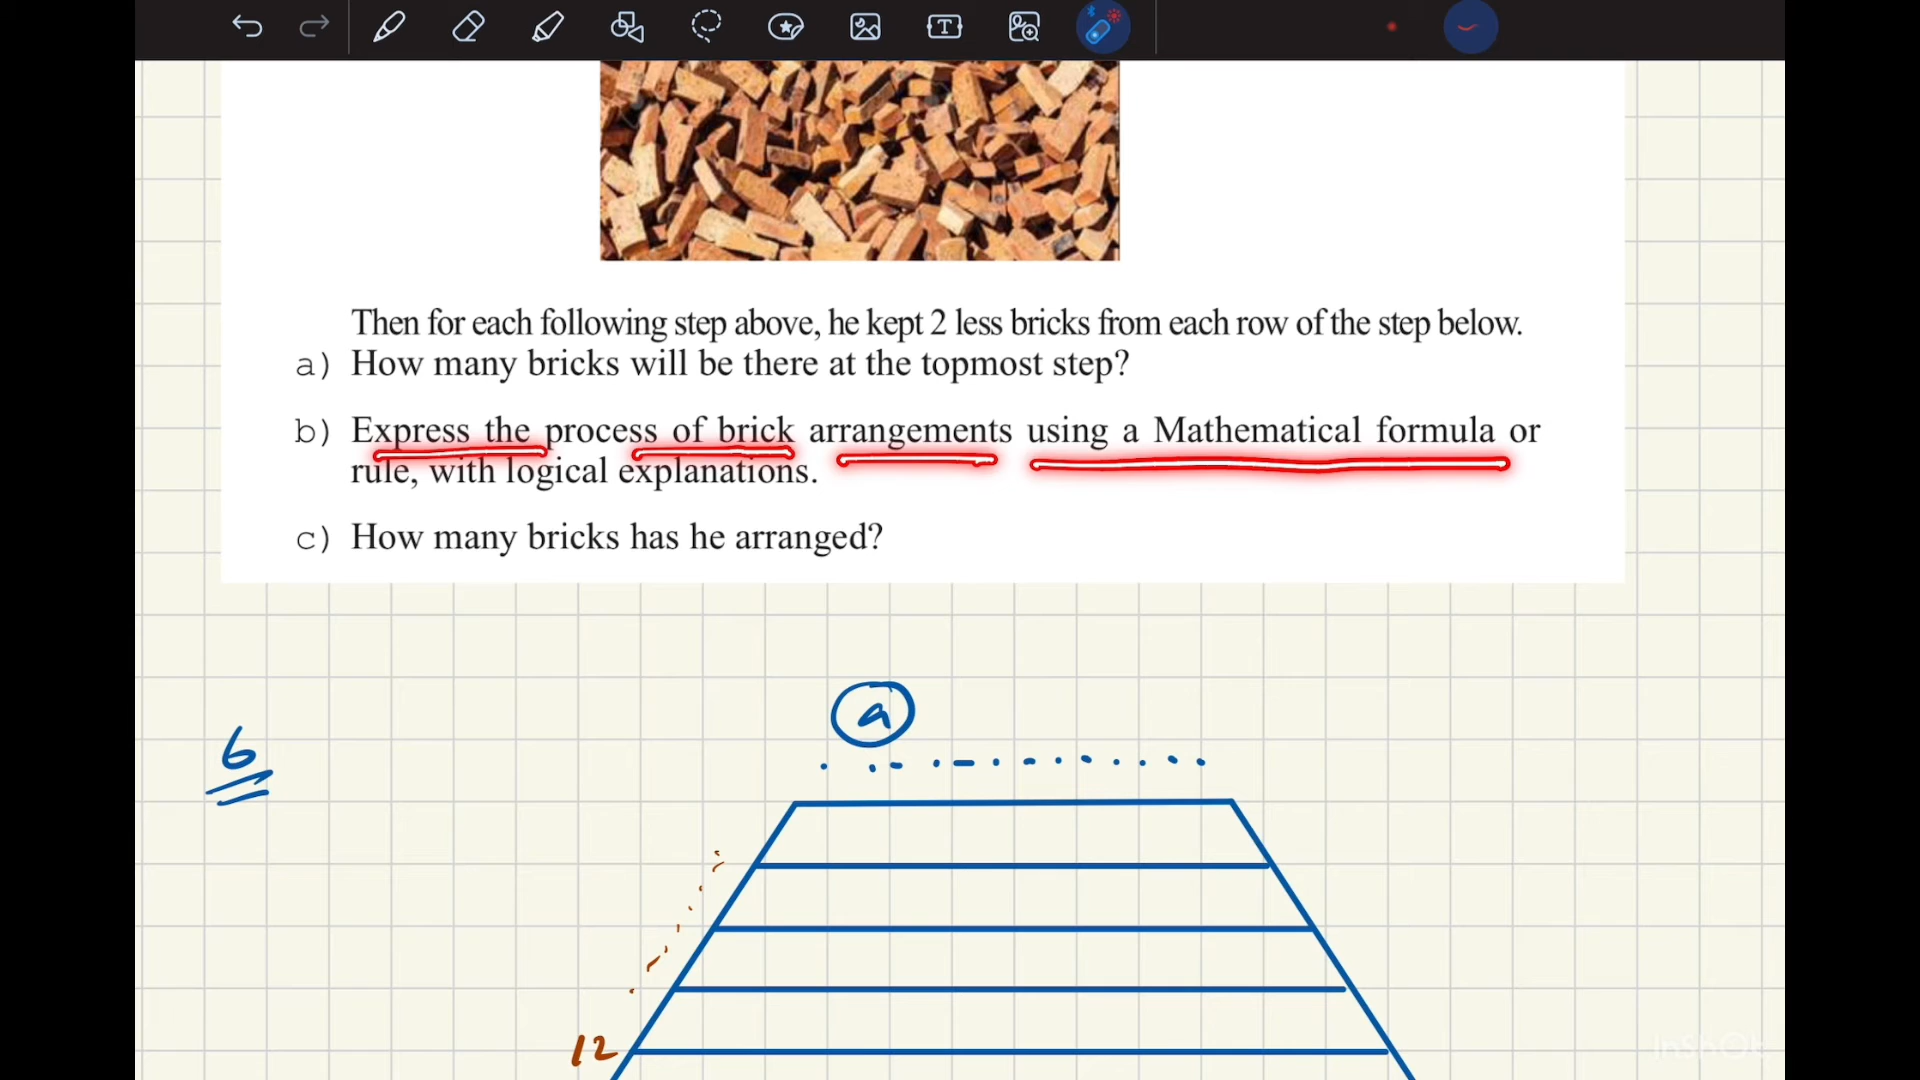 Then for each following step above, he kept 2 less bricks from each row of the step below.
a) How many bricks will be there at the topmost step?
b) Express the process of brick arrangements using a Mathematical formula or
rule, with logical explanations.
c) How many bricks has he arranged?
a
6
12
InShOt